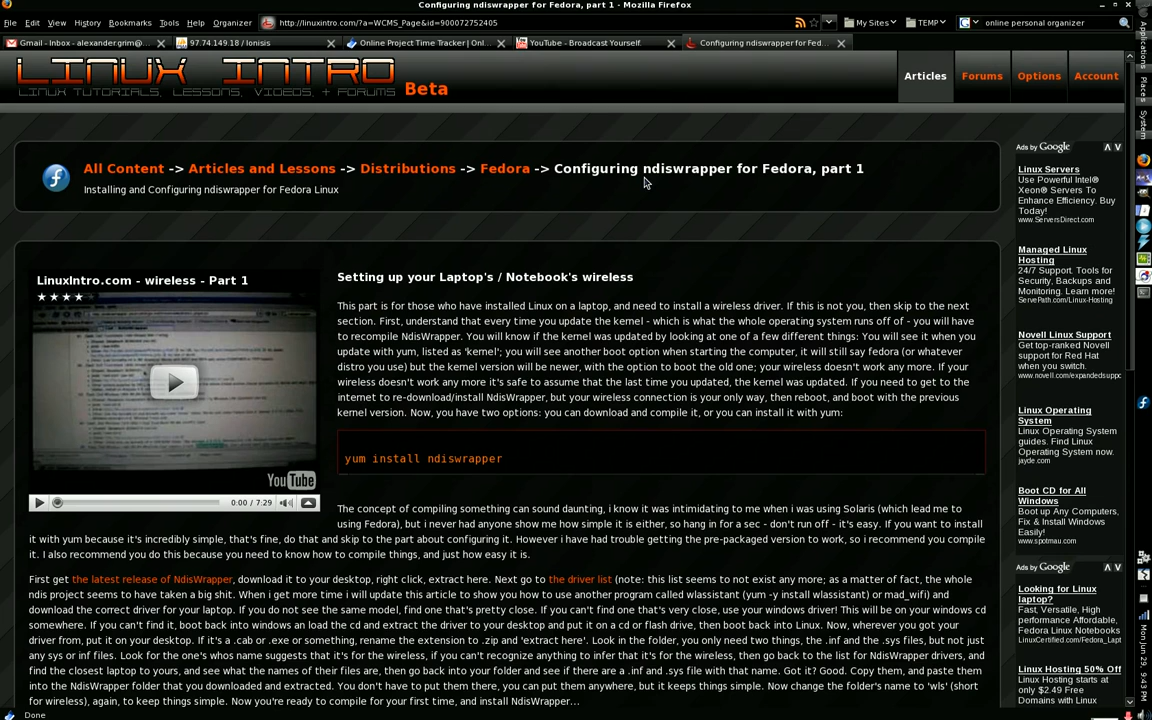 Configuring ndiswrapper for Fedora, part 1 - Mozilla Firefox
File Edit View History Bookmarks Tools Help Organizer http://linuxintro.com/?a=WCMS_Page&id=900072752405 My Sites TEMP online personal organizer
Gmail - Inbox - alexander.grim@... 97.74.149.18 / Ionisis Online Project Time Tracker | Onl... YouTube - Broadcast Yourself. Configuring ndiswrapper for Fed...
Applications Places System
LINUX INTRO
LINUX TUTORIALS, LESSONS, VIDEOS, + FORUMS Beta
Articles Forums Options Account
All Content -> Articles and Lessons -> Distributions -> Fedora -> Configuring ndiswrapper for Fedora, part 1
Installing and Configuring ndiswrapper for Fedora Linux
LinuxIntro.com - wireless - Part 1
YouTube
0:00 / 7:29
Setting up your Laptop's / Notebook's wireless
This part is for those who have installed Linux on a laptop, and need to install a wireless driver. If this is not you, then skip to the next
section. First, understand that every time you update the kernel - which is what the whole operating system runs off of - you will have
to recompile NdisWrapper. You will know if the kernel was updated by looking at one of a few different things: You will see it when you
update with yum, listed as 'kernel'; you will see another boot option when starting the computer, it will still say fedora (or whatever
distro you use) but the kernel version will be newer, with the option to boot the old one; your wireless doesn't work any more. If your
wireless doesn't work any more it's safe to assume that the last time you updated, the kernel was updated. If you need to get to the
internet to re-download/install NdisWrapper, but your wireless connection is your only way, then reboot, and boot with the previous
kernel version. Now, you have two options: you can download and compile it, or you can install it with yum:
yum install ndiswrapper
The concept of compiling something can sound daunting, i know it was intimidating to me when i was using Solaris (which lead me to
using Fedora), but i never had anyone show me how simple it is either, so hang in for a sec - don't run off - it's easy. If you want to install
it with yum because it's incredibly simple, that's fine, do that and skip to the part about configuring it. However i have had trouble getting the pre-packaged version to work, so i recommend you compile
it. I also recommend you do this because you need to know how to compile things, and just how easy it is.
First get the latest release of NdisWrapper, download it to your desktop, right click, extract here. Next go to the driver list (note: this list seems to not exist any more; as a matter of fact, the whole
ndis project seems to have taken a big shit. When i get more time i will update this article to show you how to use another program called wlassistant (yum -y install wlassistant) or mad_wifi) and
download the correct driver for your laptop. If you do not see the same model, find one that's pretty close. If you can't find one that's very close, use your windows driver! This will be on your windows cd
somewhere. If you can't find it, boot back into windows an load the cd and extract the driver to your desktop and put it on a cd or flash drive, then boot back into Linux. Now, wherever you got your
driver from, put it on your desktop. If it's a .cab or .exe or something, rename the extension to .zip and 'extract here'. Look in the folder, you only need two things, the .inf and the .sys files, but not just
any sys or inf files. Look for the one's whos name suggests that it's for the wireless, if you can't recognize anything to infer that it's for the wireless, then go back to the list for NdisWrapper drivers, and
find the closest laptop to yours, and see what the names of their files are, then go back into your folder and see if there are a .inf and .sys file with that name. Got it? Good. Copy them, and paste them
into the NdisWrapper folder that you downloaded and extracted. You don't have to put them there, you can put them anywhere, but it keeps things simple. Now change the folder's name to 'wls' (short
for wireless), again, to keep things simple. Now you're ready to compile for your first time, and install NdisWrapper...
Ads by Google
Linux Servers
Use Powerful Intel®
Xeon® Servers To
Enhance Efficiency. Buy
Today!
www.ServersDirect.com
Managed Linux
Hosting
24/7 Support. Tools for
Security, Backups, and
Monitoring. Learn more!
ServePath.com/Linux-Hosting
Novell Linux Support
Get top-ranked Novell
support for Red Hat
when you switch.
www.novell.com/expandedsuppc
Linux Operating
System
Linux Operating System
guides. Find Linux
Operating System now.
jayde.com
Boot CD for All
Windows
Boot up Any Computers,
Fix & Install Windows
Easily!
www.spotmau.com
Ads by Google
Looking for Linux
laptop?
Custom laptops for Linux
Fast, Versatile, High
performance Affordable,
Fedora Linux Notebooks
LinuxCertified.com/Fedora_Lapt
Linux Hosting 50% Off
Linux Hosting starts at
only $2.49 Free
Domains with Linux
Mon Jun 29, 9:43 PM
Done